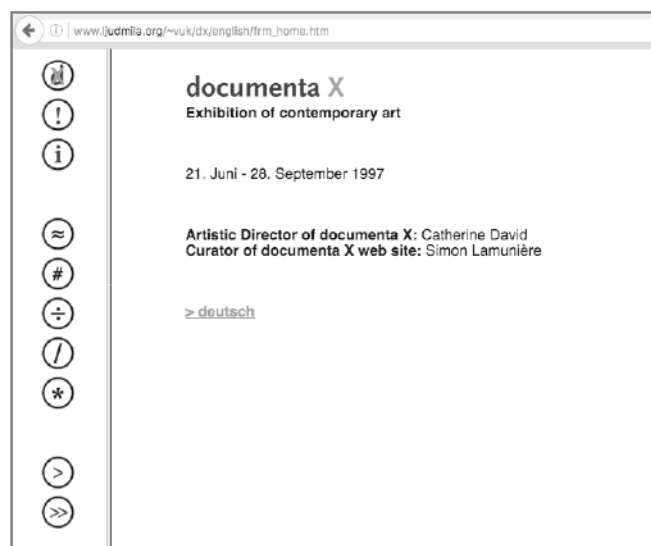 www.ljudmila.org/~vuk/dx/english/frm_home.htm
documenta X
Exhibition of contemporary art
21. Juni - 28. September 1997
Artistic Director of documenta X: Catherine David
Curator of documenta X web site: Simon Lamunière
> deutsch
!
i
≈
#
÷
/
*
>
>>